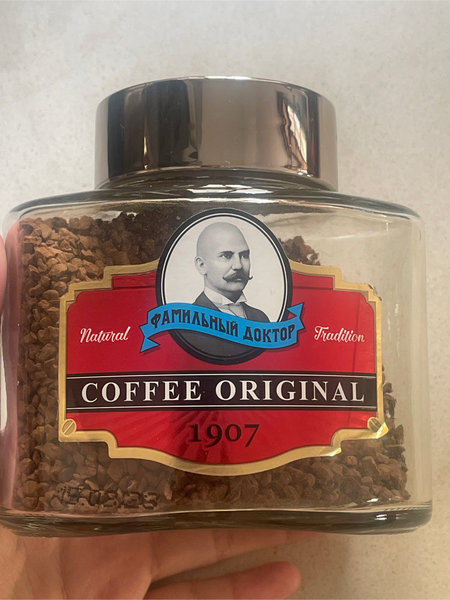 ФАМИЛЬНЫЙ ДОКТОР
Natural
Tradition
COFFEE ORIGINAL
1907